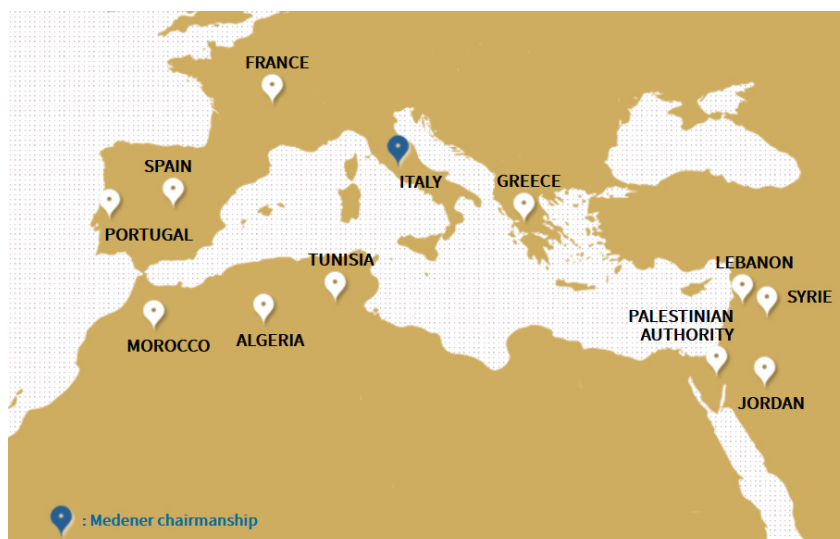 FRANCE
SPAIN
ITALY
GREECE
PORTUGAL
TUNISIA
LEBANON
SYRIE
PALESTINIAN
AUTHORITY
MOROCCO
ALGERIA
JORDAN
: Medener chairmanship